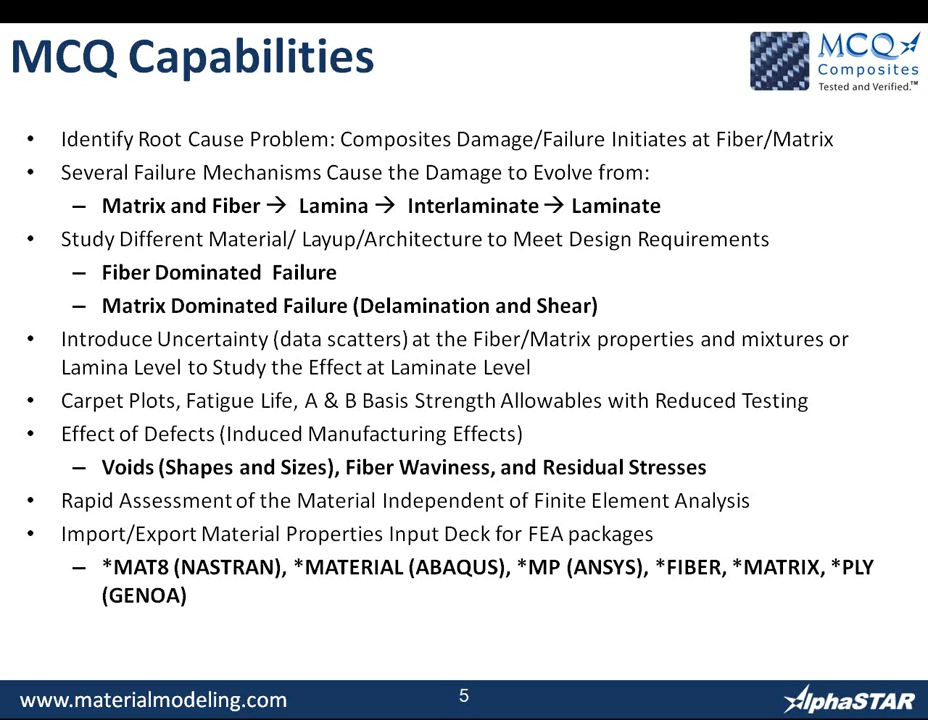 MCQ Capabilities
MCQ
Composites
Tested and Verified.™
• Identify Root Cause Problem: Composites Damage/Failure Initiates at Fiber/Matrix
• Several Failure Mechanisms Cause the Damage to Evolve from:
– Matrix and Fiber → Lamina → Interlaminate → Laminate
• Study Different Material/ Layup/Architecture to Meet Design Requirements
– Fiber Dominated Failure
– Matrix Dominated Failure (Delamination and Shear)
• Introduce Uncertainty (data scatters) at the Fiber/Matrix properties and mixtures or
Lamina Level to Study the Effect at Laminate Level
• Carpet Plots, Fatigue Life, A & B Basis Strength Allowables with Reduced Testing
• Effect of Defects (Induced Manufacturing Effects)
– Voids (Shapes and Sizes), Fiber Waviness, and Residual Stresses
• Rapid Assessment of the Material Independent of Finite Element Analysis
• Import/Export Material Properties Input Deck for FEA packages
– *MAT8 (NASTRAN), *MATERIAL (ABAQUS), *MP (ANSYS), *FIBER, *MATRIX, *PLY
(GENOA)
www.materialmodeling.com
5
AlphaSTAR